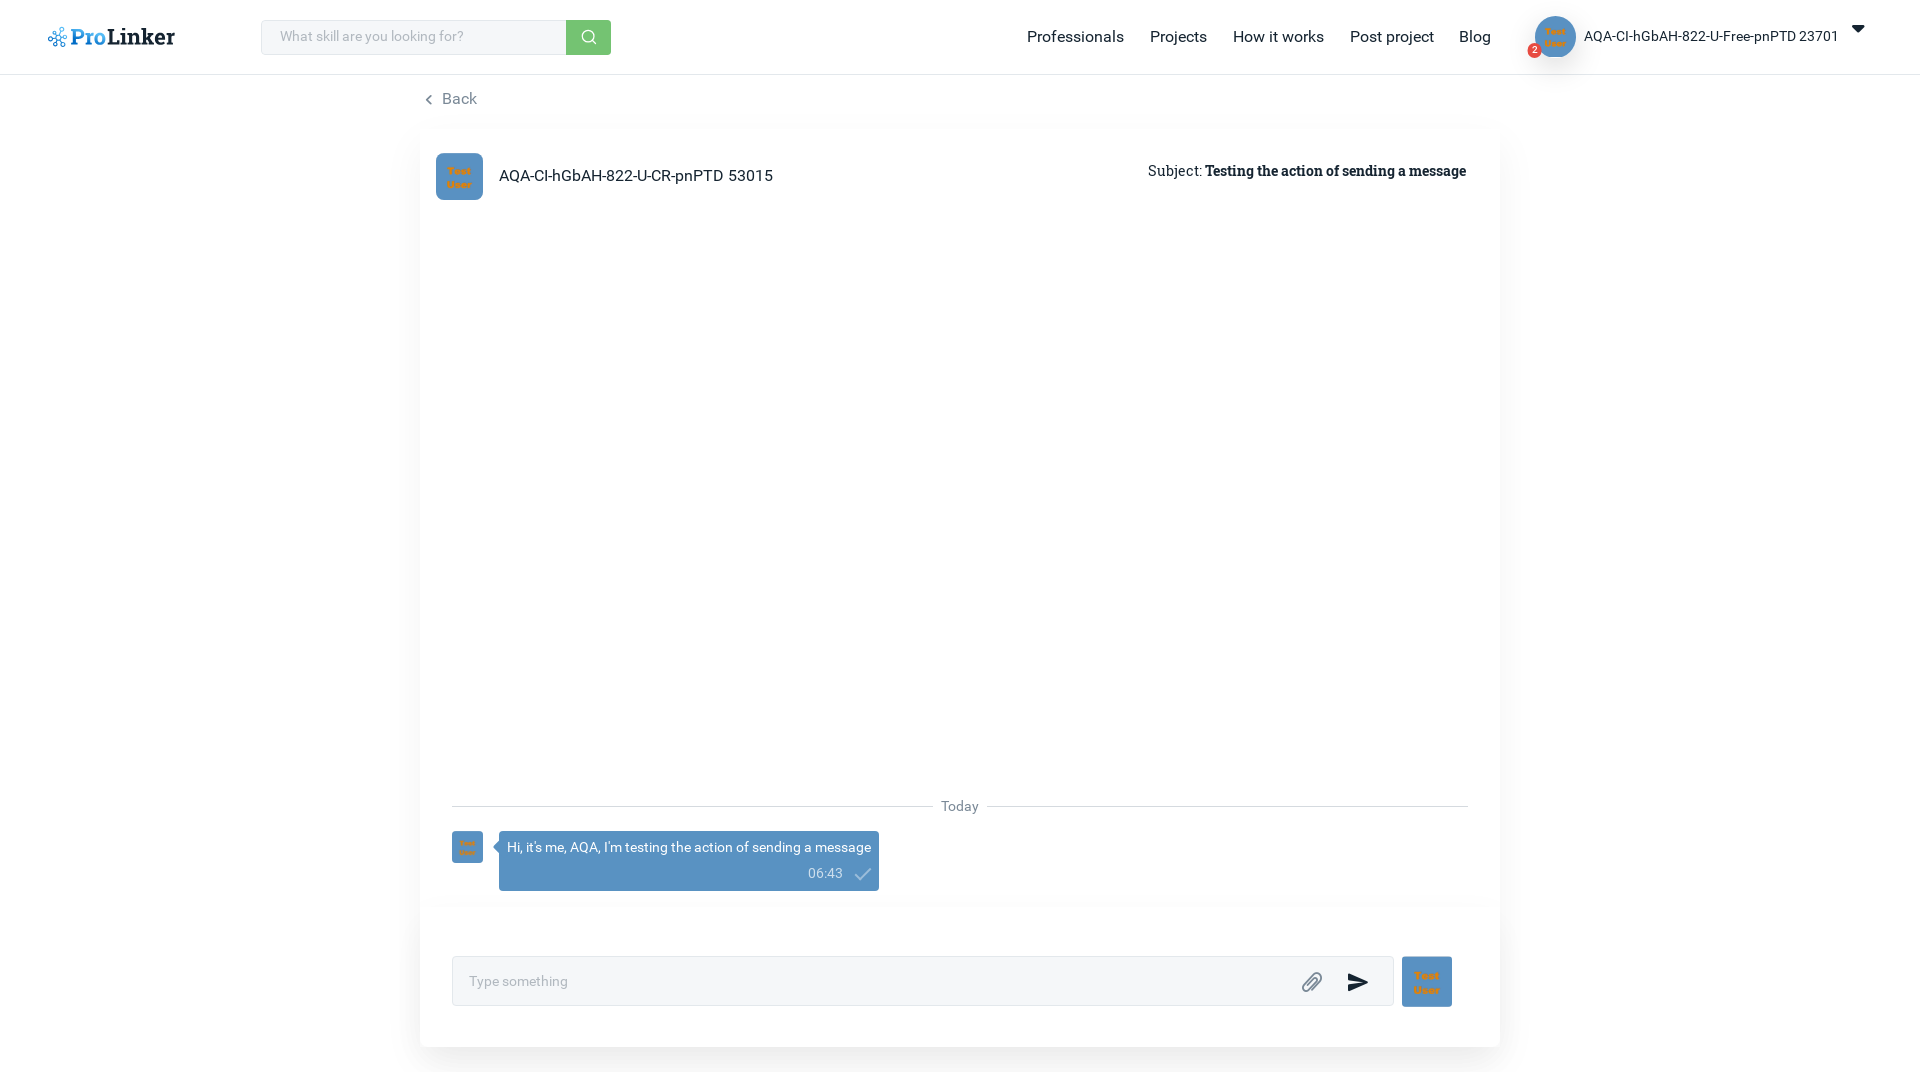 ProLinker
What skill are you looking for?
Professionals
Projects
How it works
Post project
Blog
Test
User
2
AQA-CI-hGbAH-822-U-Free-pnPTD 23701
Back
Test
User
AQA-CI-hGbAH-822-U-CR-pnPTD 53015
Subject: Testing the action of sending a message
Today
Test
User
Hi, it's me, AQA, I'm testing the action of sending a message
06:43
Type something
Test
User